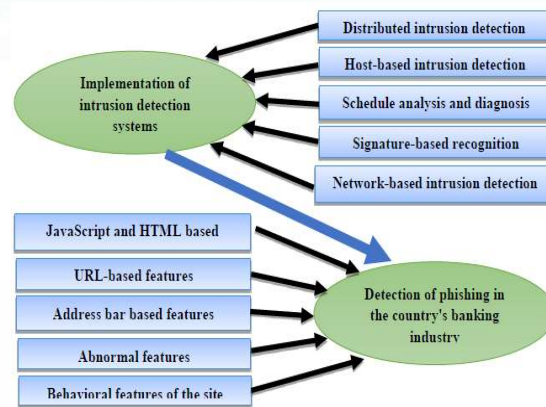 Distributed intrusion detection
Host-based intrusion detection
Schedule analysis and diagnosis
Signature-based recognition
Network-based intrusion detection
Implementation of
intrusion detection
systems
JavaScript and HTML based
URL-based features
Address bar based features
Abnormal features
Behavioral features of the site
Detection of phishing in
the country's banking
industry